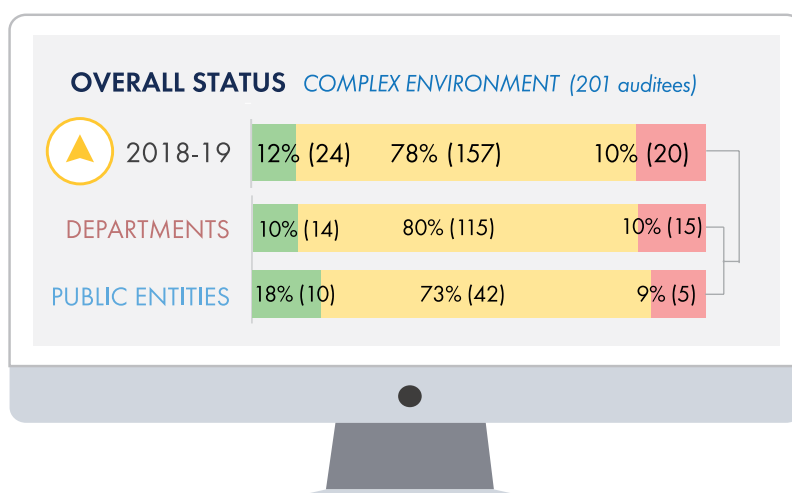 OVERALL STATUS COMPLEX ENVIRONMENT (201 auditees)
2018-19 12% (24) 78% (157) 10% (20)
DEPARTMENTS 10% (14) 80% (115) 10% (15)
PUBLIC ENTITIES 18% (10) 73% (42) 9% (5)